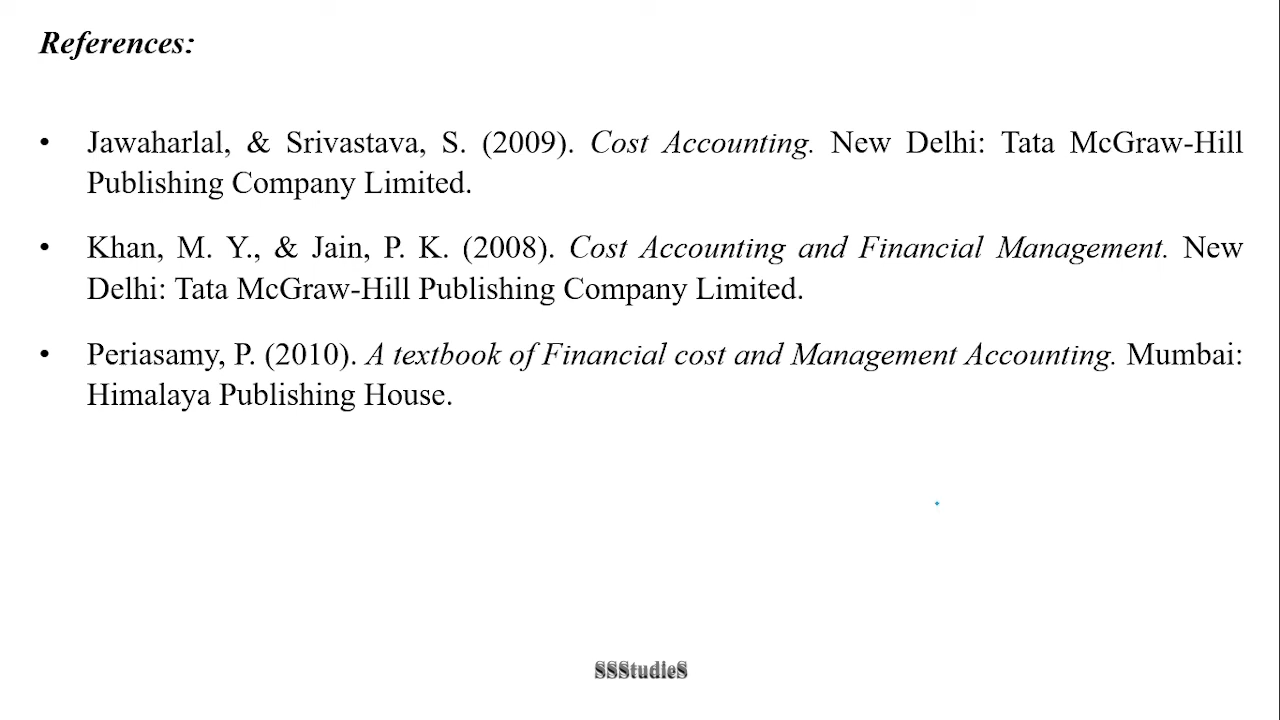 References:
• Jawaharlal, & Srivastava, S. (2009). Cost Accounting. New Delhi: Tata McGraw-Hill
Publishing Company Limited.
• Khan, M. Y., & Jain, P. K. (2008). Cost Accounting and Financial Management. New
Delhi: Tata McGraw-Hill Publishing Company Limited.
• Periasamy, P. (2010). A textbook of Financial cost and Management Accounting. Mumbai:
Himalaya Publishing House.
SSStudieS